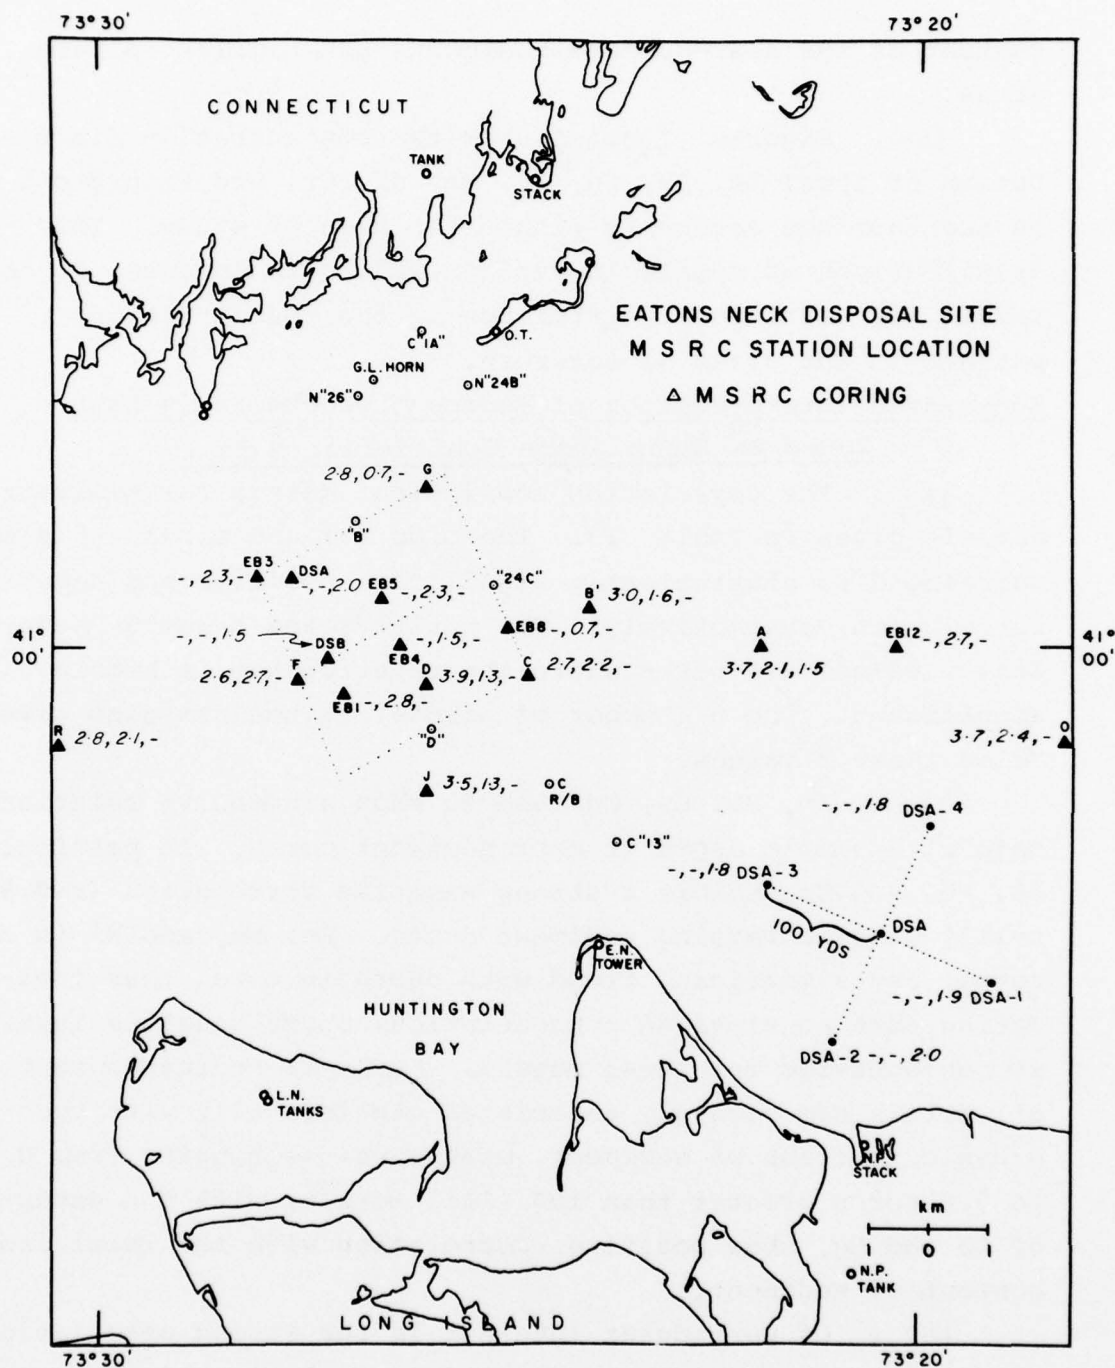 73°30'
73°20'
CONNECTICUT
TANK
STACK
EATONS NECK DISPOSAL SITE
MSRC STATION LOCATION
△ MSRC CORING
O.T.
C"1A"
G.L. HORN
N"24B"
N"26"
G
2.8, 0.7, -
"B"
EB3
-, 2.3, -
DSA
-, -, 2.0
EB5
-, 2.3, -
"24C"
B'
3.0, 1.6, -
EB8
-, 0.7, -
41°
00'
-, -, 1.5
DSB
EB4
-, 1.5, -
A
3.7, 2.1, 1.5
EB12
-, 2.7, -
41°
00'
F
2.6, 2.7, -
EB1
-, 2.8, -
D
3.9, 1.3, -
C
2.7, 2.2, -
R
2.8, 2.1, -
"D"
O
3.7, 2.4, -
J
3.5, 1.3, -
C
R/B
C"13"
-, -, 1.8
DSA-4
-, -, 1.8
DSA-3
DSA
100 YDS
-, -, 1.9
DSA-1
DSA-2
-, -, 2.0
E.N.
TOWER
HUNTINGTON
BAY
L.N.
TANKS
N.P.
STACK
km
1 0 1
N.P.
TANK
LONG ISLAND
73°30'
73°20'